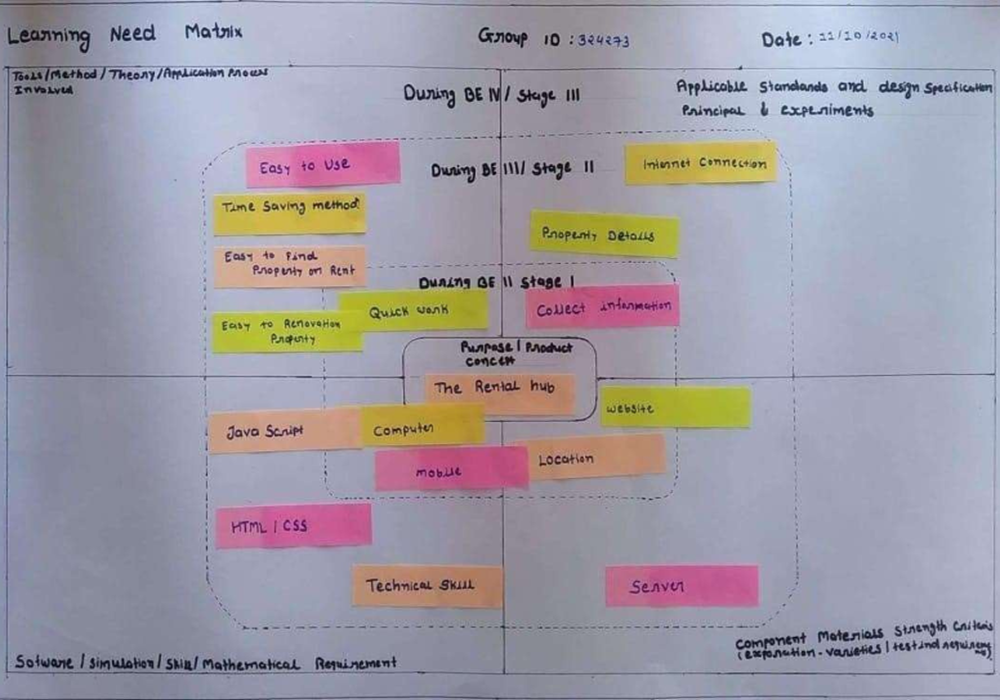 Learning Need Matrix
Group ID : 324273
Date : 11/10/2021
Tools/Method/Theory/Application Process
Involved
During BE IV/ Stage III
Applicable Standards and design Specification
Principal & experiments
Easy to Use
During BE III/ Stage II
Internet Connection
Time Saving method
Property Details
Easy to Find
Property on Rent
During BE II Stage I
Quick work
Collect information
Easy to Renovation
Property
Purpose/Product
Concept
The Rental hub
Website
Java Script
Computer
Mobile
Location
HTML / CSS
Technical Skill
Server
Sotware/simulation/skill/Mathematical Requirement
Component Materials Strength Criteria
(exponation-varieties/